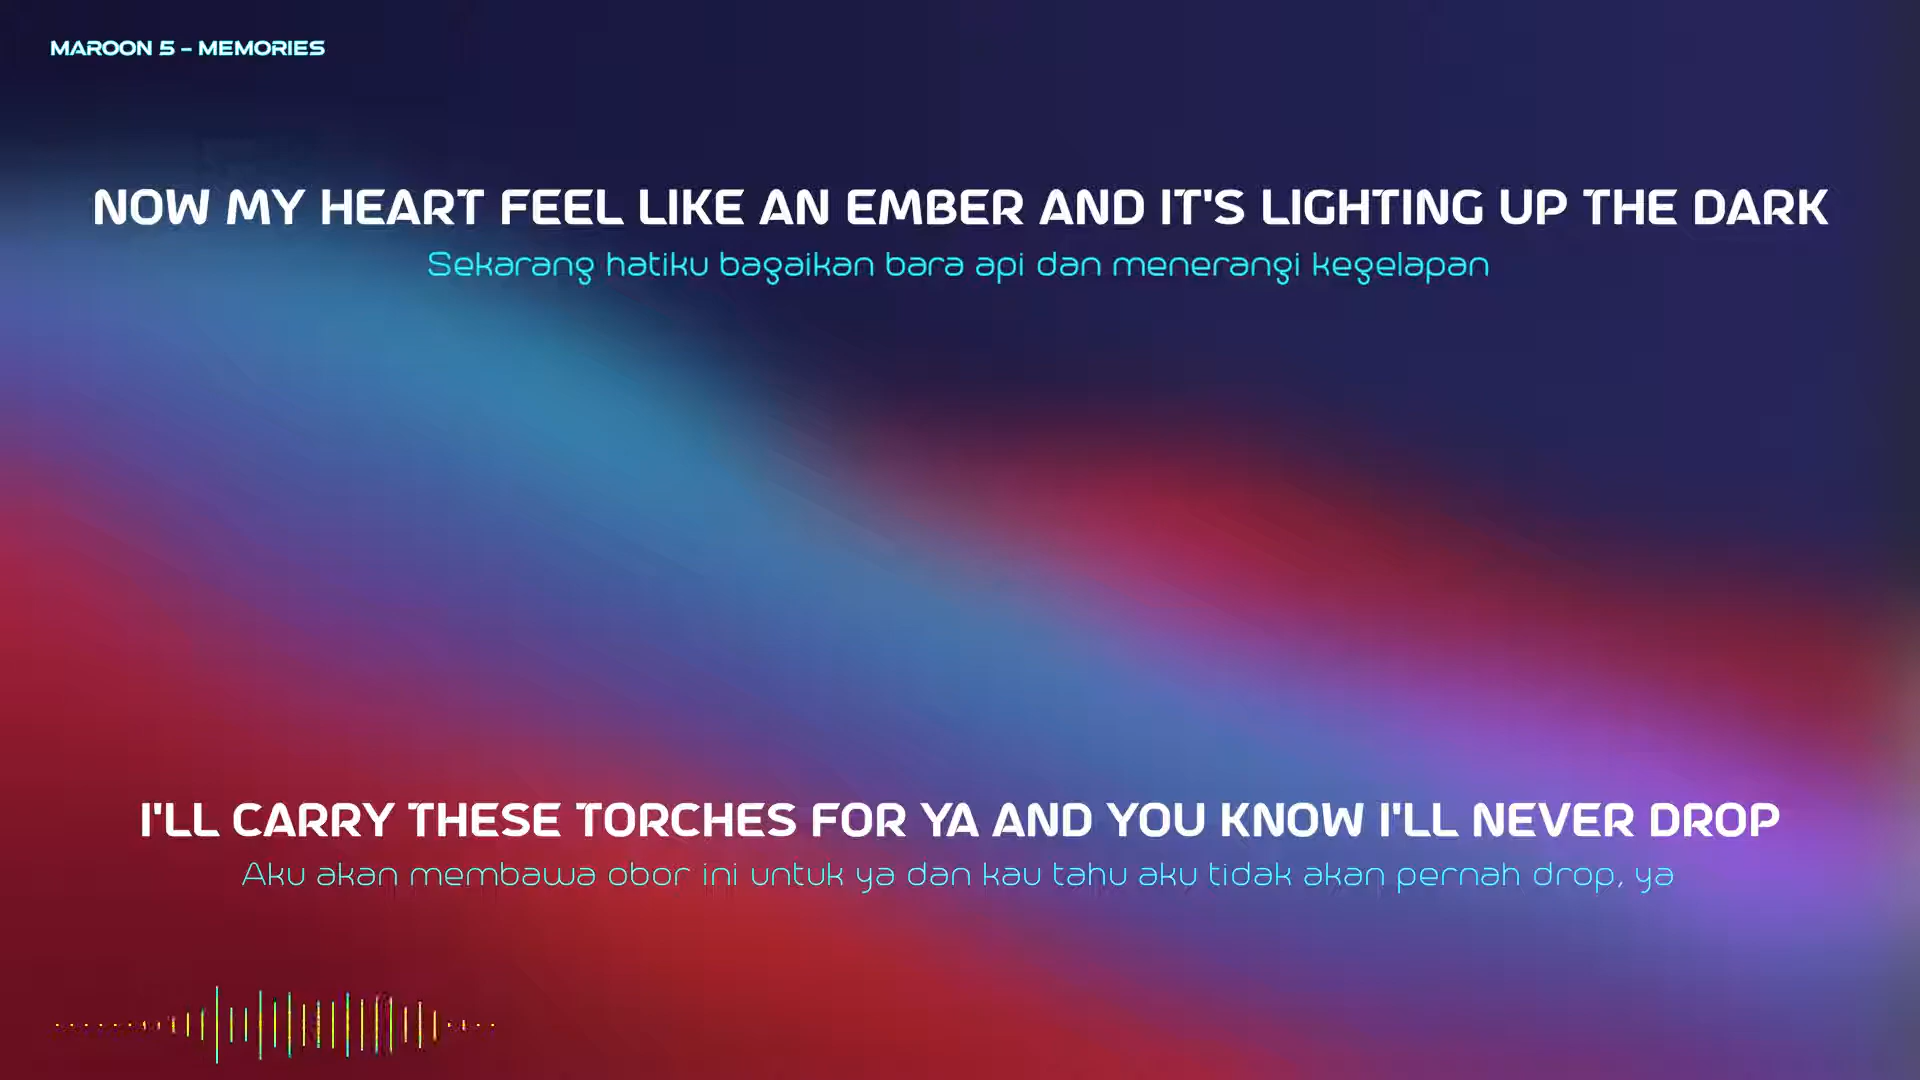 MAROON 5 - MEMORIES
NOW MY HEART FEEL LIKE AN EMBER AND IT'S LIGHTING UP THE DARK
Sekarang hatiku bagaikan bara api dan menerangi kegelapan
I'LL CARRY THESE TORCHES FOR YA AND YOU KNOW I'LL NEVER DROP
Aku akan membawa obor ini untuk ya dan kau tahu aku tidak akan pernah drop, ya